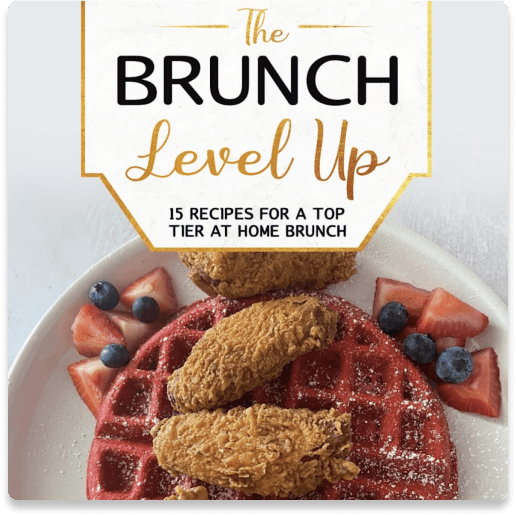 The
BRUNCH
Level Up
15 RECIPES FOR A TOP
TIER AT HOME BRUNCH